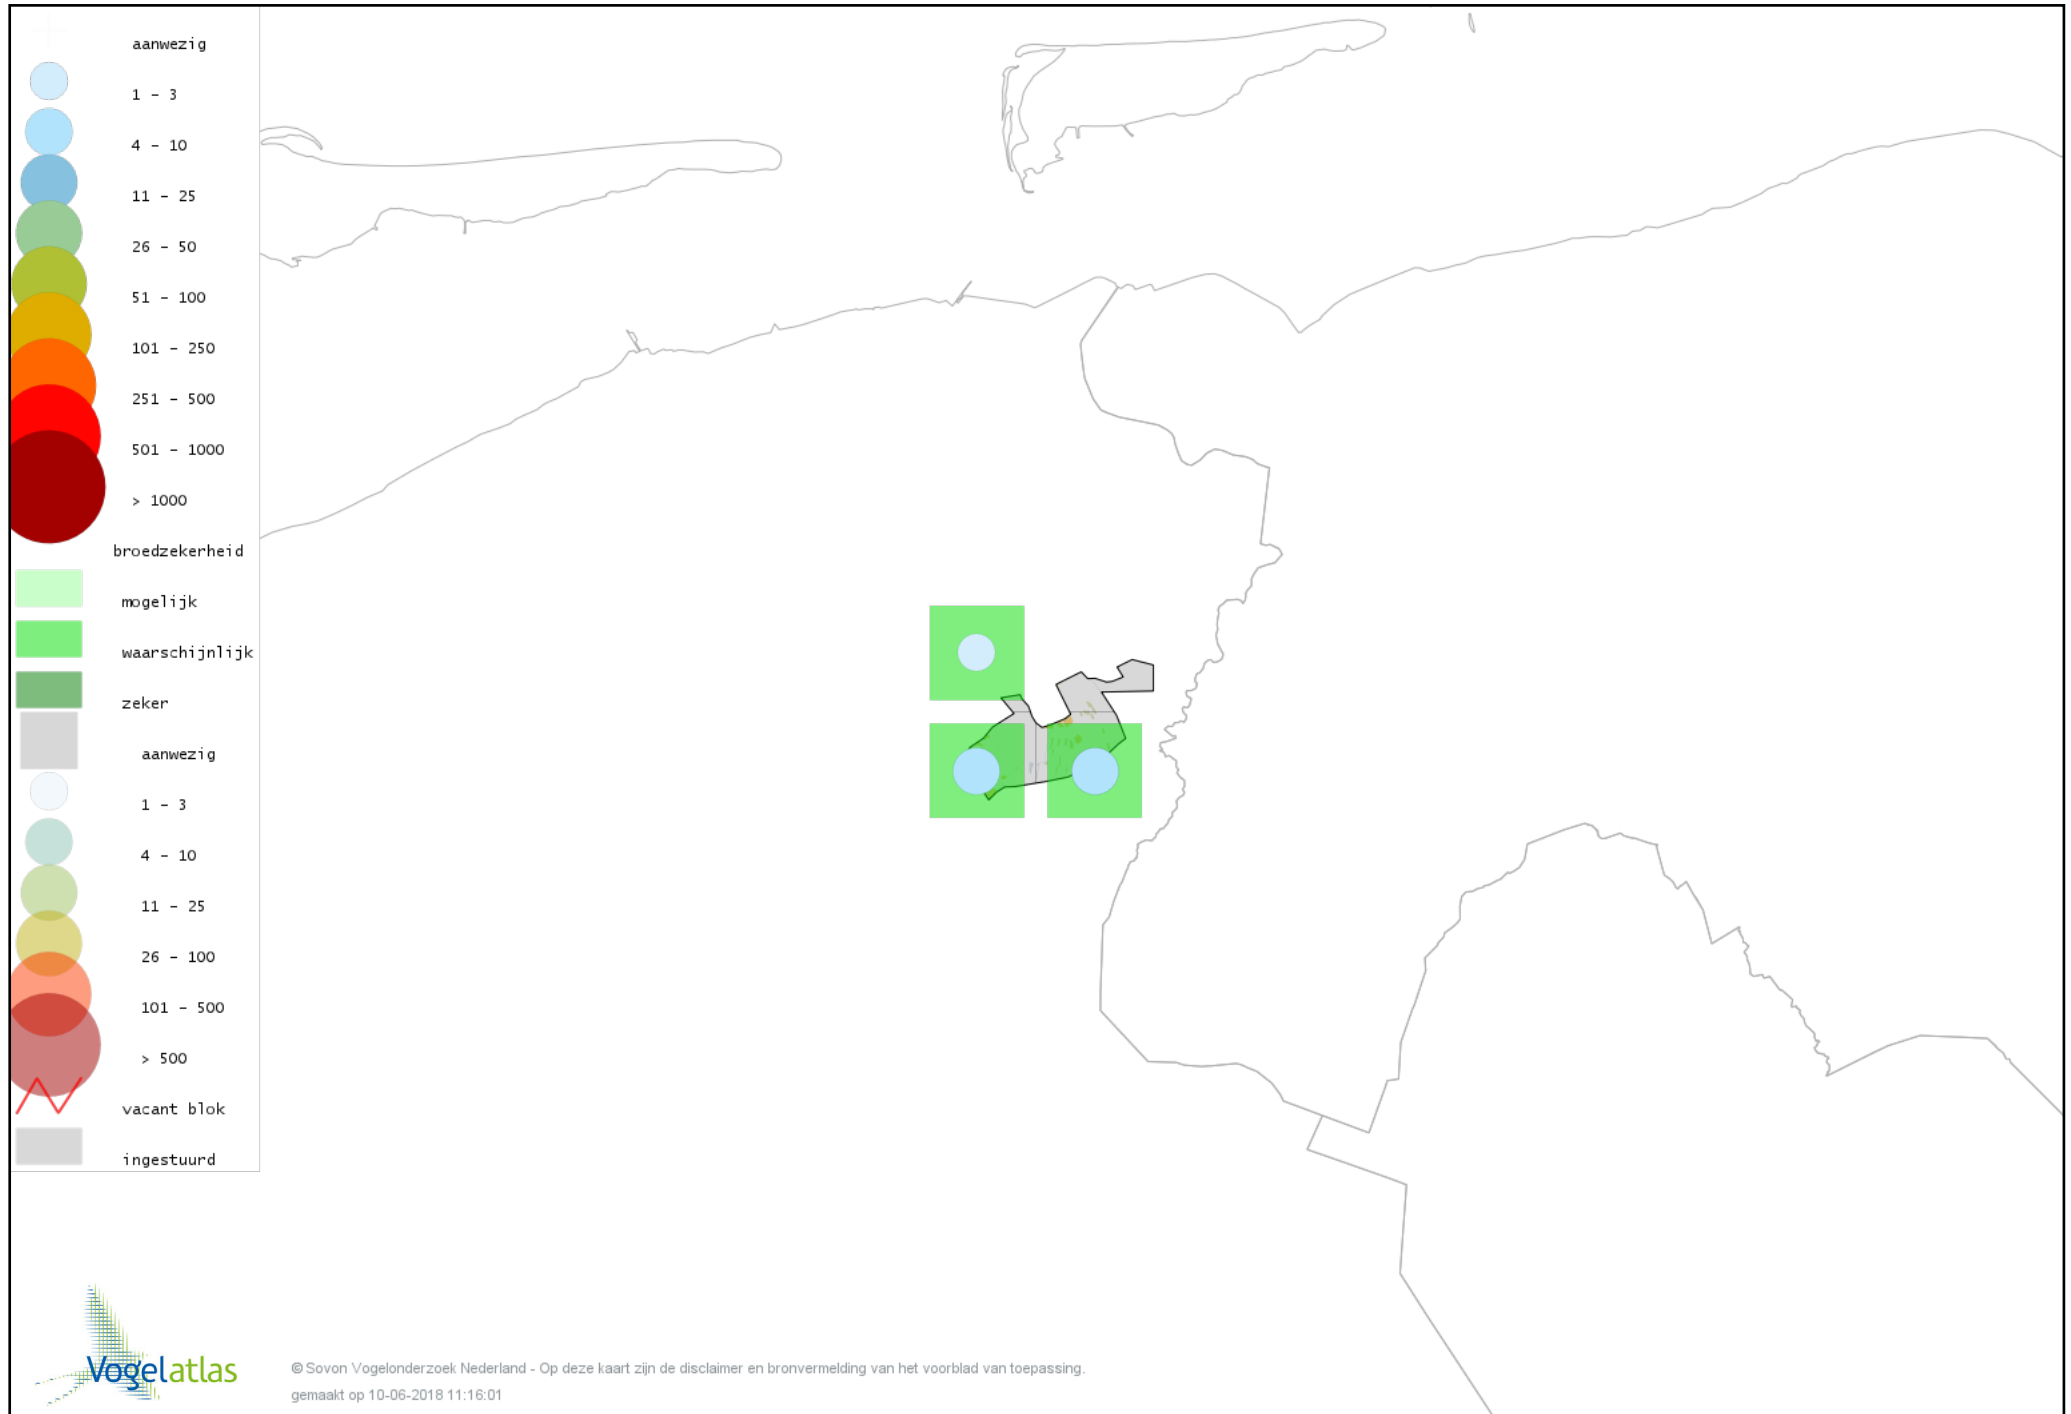 aanwezig
1 - 3
4 - 10
11 - 25
26 - 50
51 - 100
101 - 250
251 - 500
501 - 1000
> 1000
broedzekerheid
mogelijk
waarschijnlijk
zeker
aanwezig
1 - 3
4 - 10
11 - 25
26 - 100
101 - 500
> 500
vacant blok
ingestuurd
Vogelatlas
© Sovon Vogelonderzoek Nederland - Op deze kaart zijn de disclaimer en bronvermelding van het voorblad van toepassing.
gemaakt op 10-06-2018 11:16:01